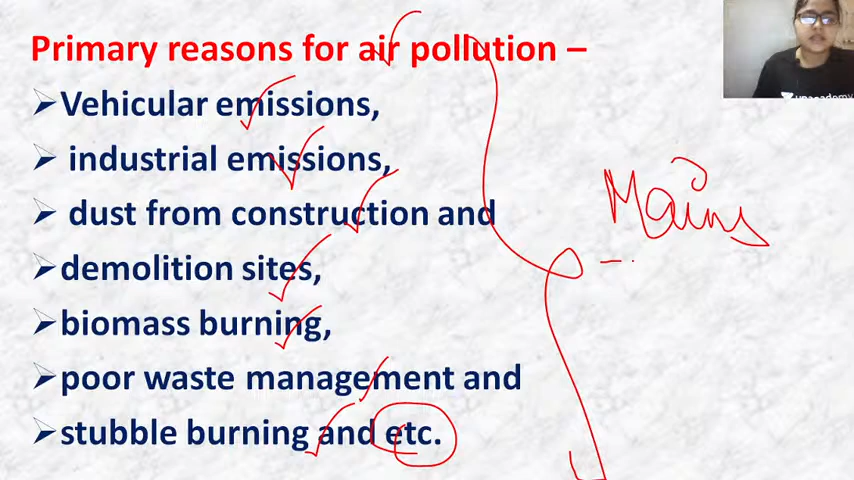 Primary reasons for air pollution –
Vehicular emissions,
industrial emissions,
dust from construction and
demolition sites,
biomass burning,
poor waste management and
stubble burning and etc.
Mains
unacademy